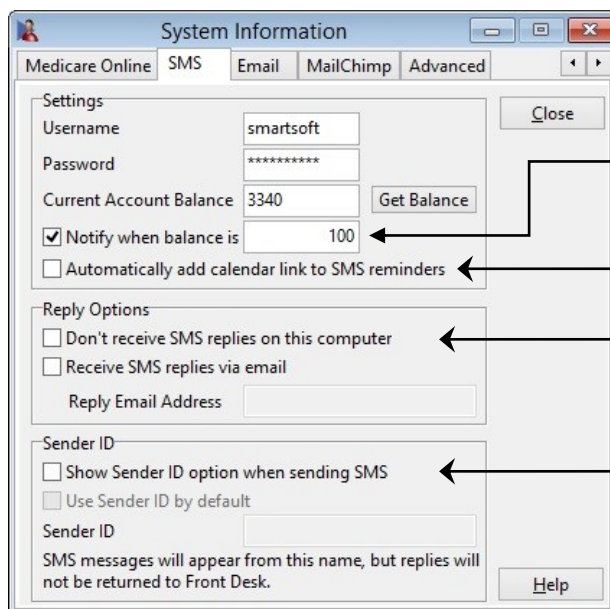 System Information
Medicare Online SMS Email MailChimp Advanced
Settings
Close
Username smartsoft
Password **********
Current Account Balance 3340 Get Balance
Notify when balance is 100
Automatically add calendar link to SMS reminders
Reply Options
Don't receive SMS replies on this computer
Receive SMS replies via email
Reply Email Address
Sender ID
Show Sender ID option when sending SMS
Use Sender ID by default
Sender ID
SMS messages will appear from this name, but replies will
not be returned to Front Desk.
Help